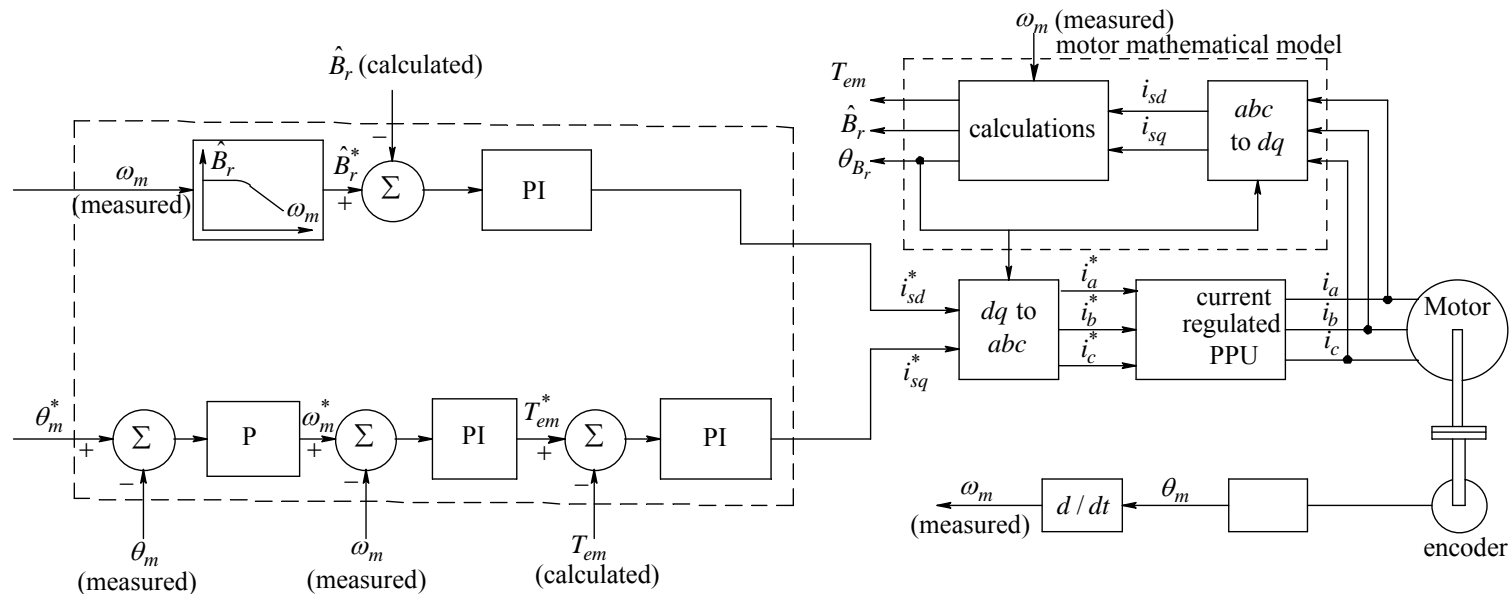 ω_m (measured)
motor mathematical model
B̂_r (calculated)
T_em
B̂_r
θ_{B_r}
calculations
i_sd
i_sq
abc
to dq
−
ω_m
(measured)
B̂_r
ω_m
B̂_r^*
+
Σ
PI
i_sd^*
i_sq^*
dq to
abc
i_a^*
i_b^*
i_c^*
current
regulated
PPU
i_a
i_b
i_c
Motor
θ_m^*
+
−
Σ
P
ω_m^*
+
−
Σ
PI
T_em^*
+
−
Σ
PI
θ_m
(measured)
ω_m
(measured)
T_em
(calculated)
ω_m
(measured)
d / dt
θ_m
encoder